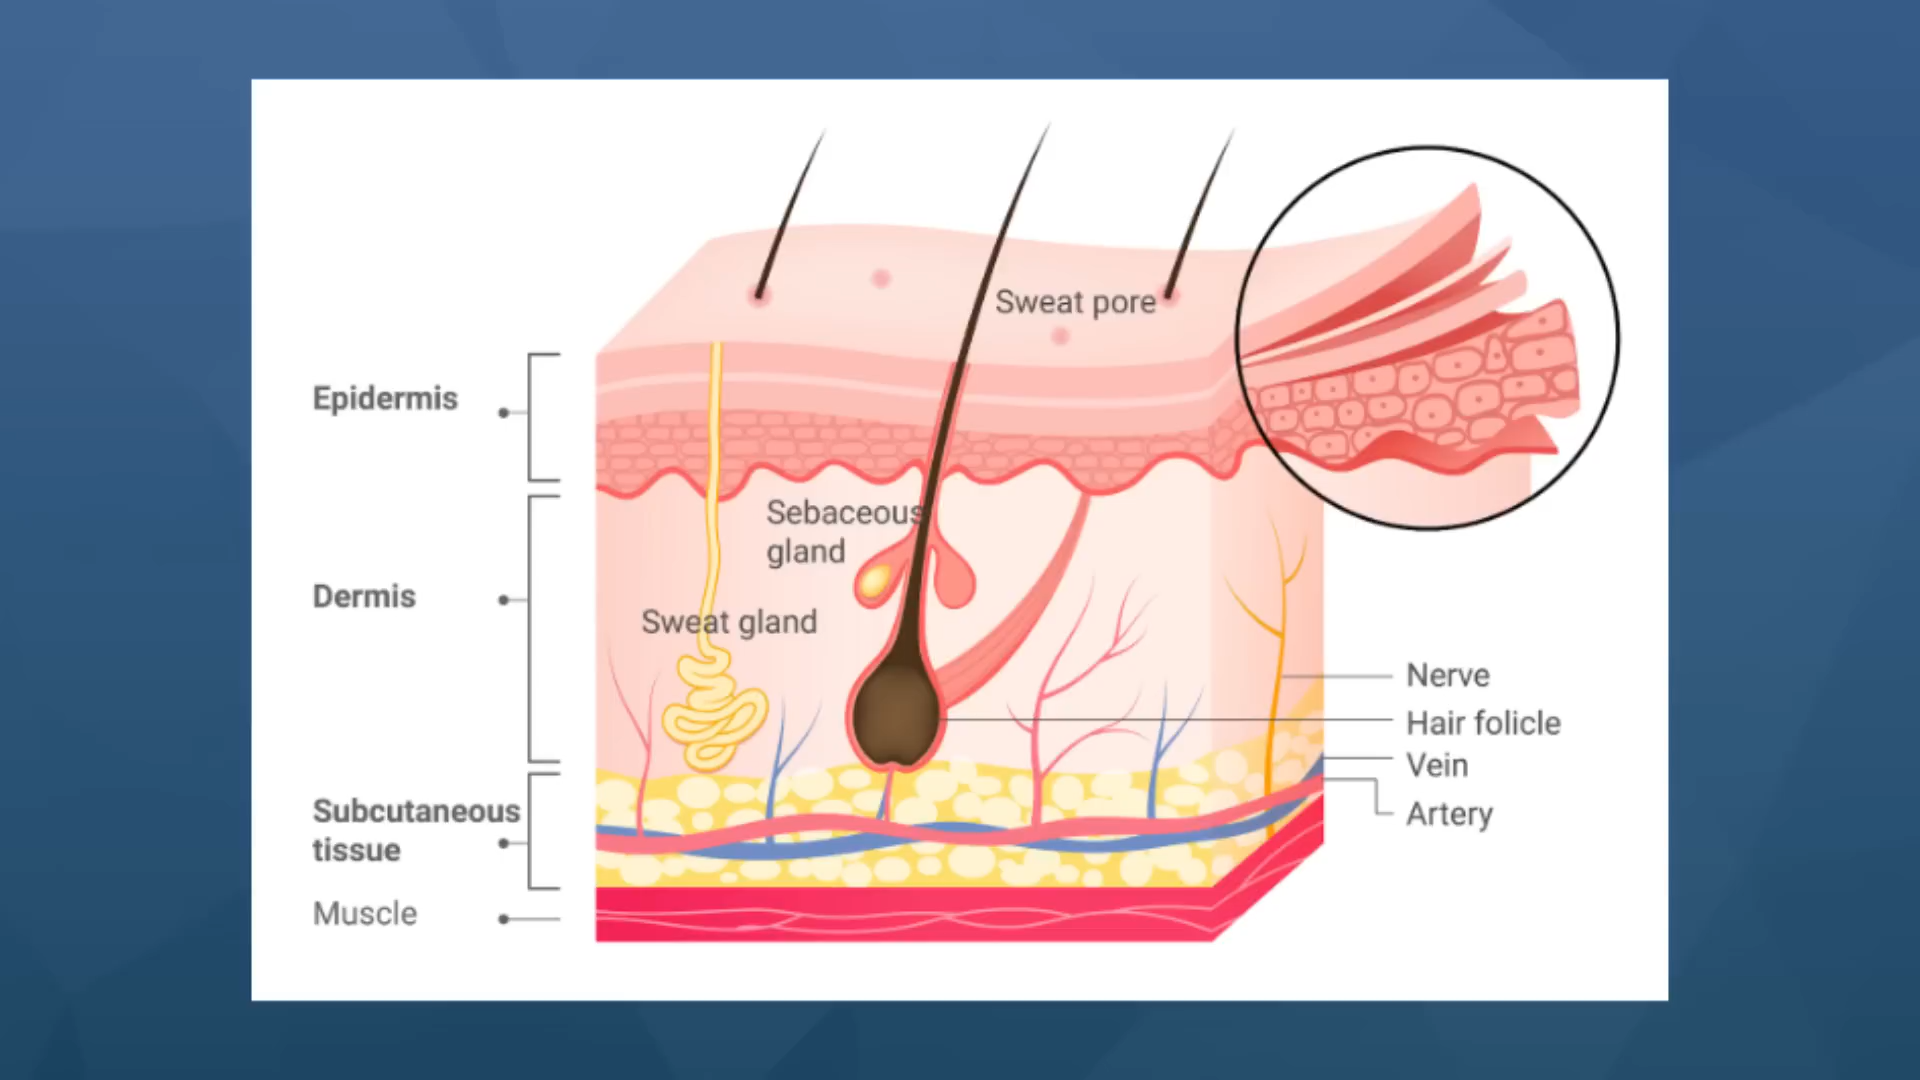 Sweat pore
Epidermis
Sebaceous
gland
Dermis
Sweat gland
Nerve
Hair folicle
Vein
Artery
Subcutaneous
tissue
Muscle